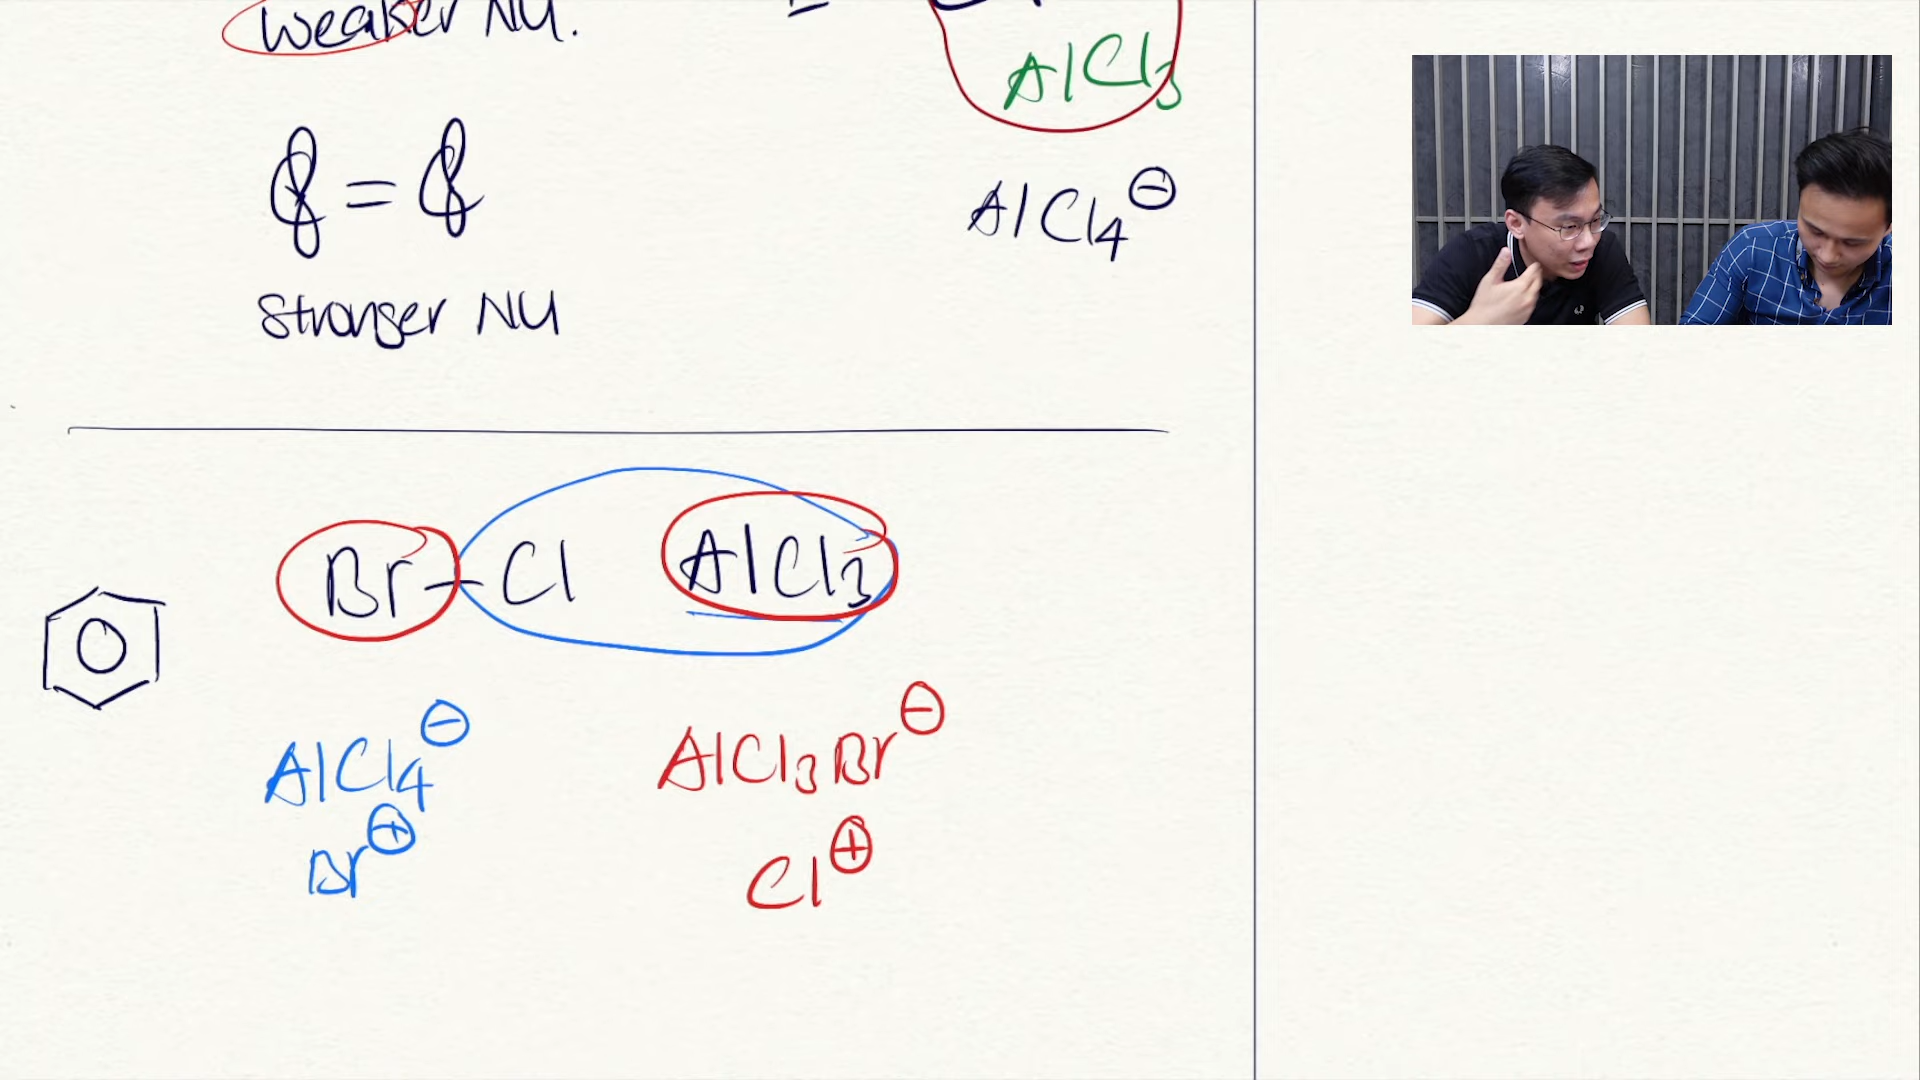 weaker NU.
AlCl3
=
AlCl4⊖
Stronger NU
Br-Cl AlCl3
AlCl4⊖
AlCl3Br⊖
Br⊕
Cl⊕